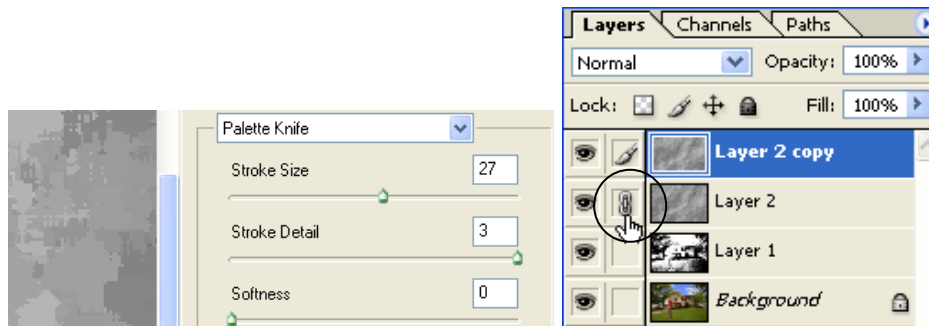 Palette Knife
Stroke Size 27
Stroke Detail 3
Softness 0
Layers Channels Paths
Normal Opacity: 100%
Lock: Fill: 100%
Layer 2 copy
Layer 2
Layer 1
Background